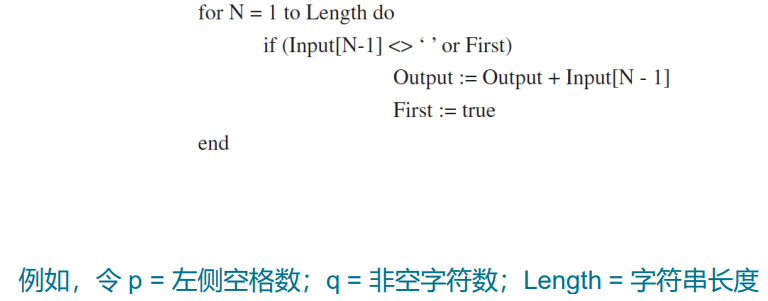 for N = 1 to Length do
if (Input[N-1] <> ‘ ’ or First)
Output := Output + Input[N - 1]
First := true
end
例如，令 p = 左侧空格数；q = 非空字符数；Length = 字符串长度